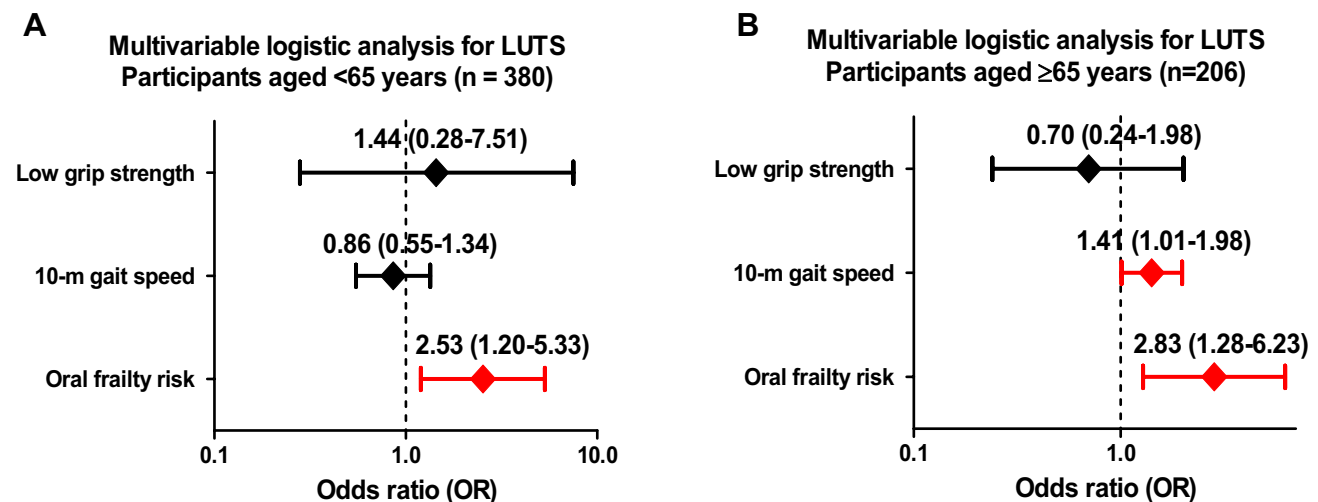 A
Multivariable logistic analysis for LUTS
Participants aged <65 years (n = 380)
1.44 (0.28-7.51)
Low grip strength
0.86 (0.55-1.34)
10-m gait speed
2.53 (1.20-5.33)
Oral frailty risk
0.1 1.0 10.0
Odds ratio (OR)
B
Multivariable logistic analysis for LUTS
Participants aged ≥65 years (n=206)
0.70 (0.24-1.98)
Low grip strength
1.41 (1.01-1.98)
10-m gait speed
2.83 (1.28-6.23)
Oral frailty risk
0.1 1.0
Odds ratio (OR)